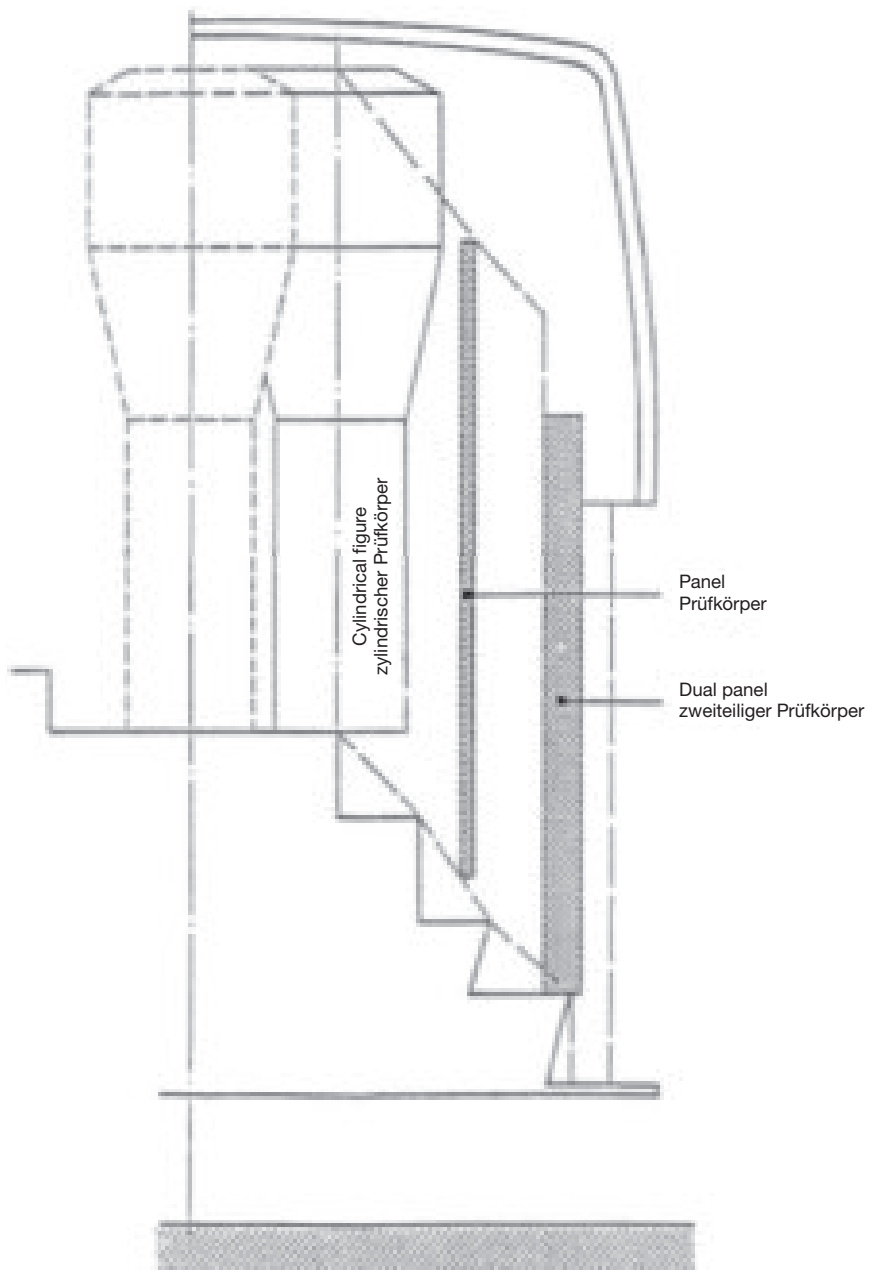 Cylindrical figure
zylindrischer Prüfkörper
Panel
Prüfkörper
Dual panel
zweiteiliger Prüfkörper